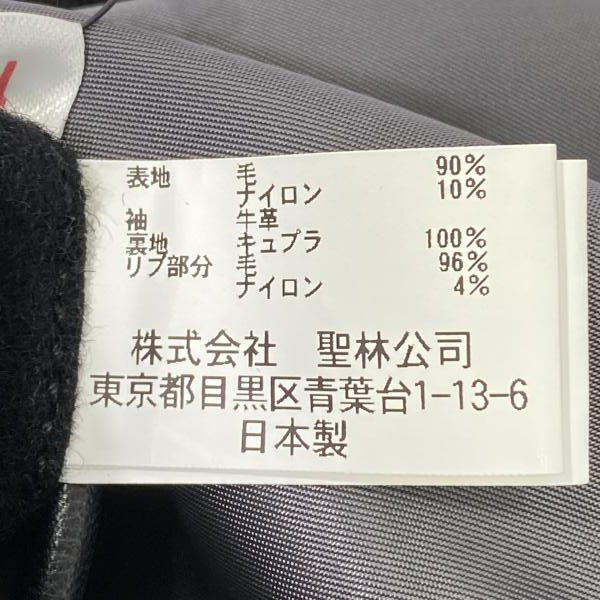 表地 毛 90%
ナイロン 10%
袖 牛革
裏地 キュプラ 100%
リブ部分 毛 96%
ナイロン 4%
株式会社 聖林公司
東京都目黒区青葉台1-13-6
日本製